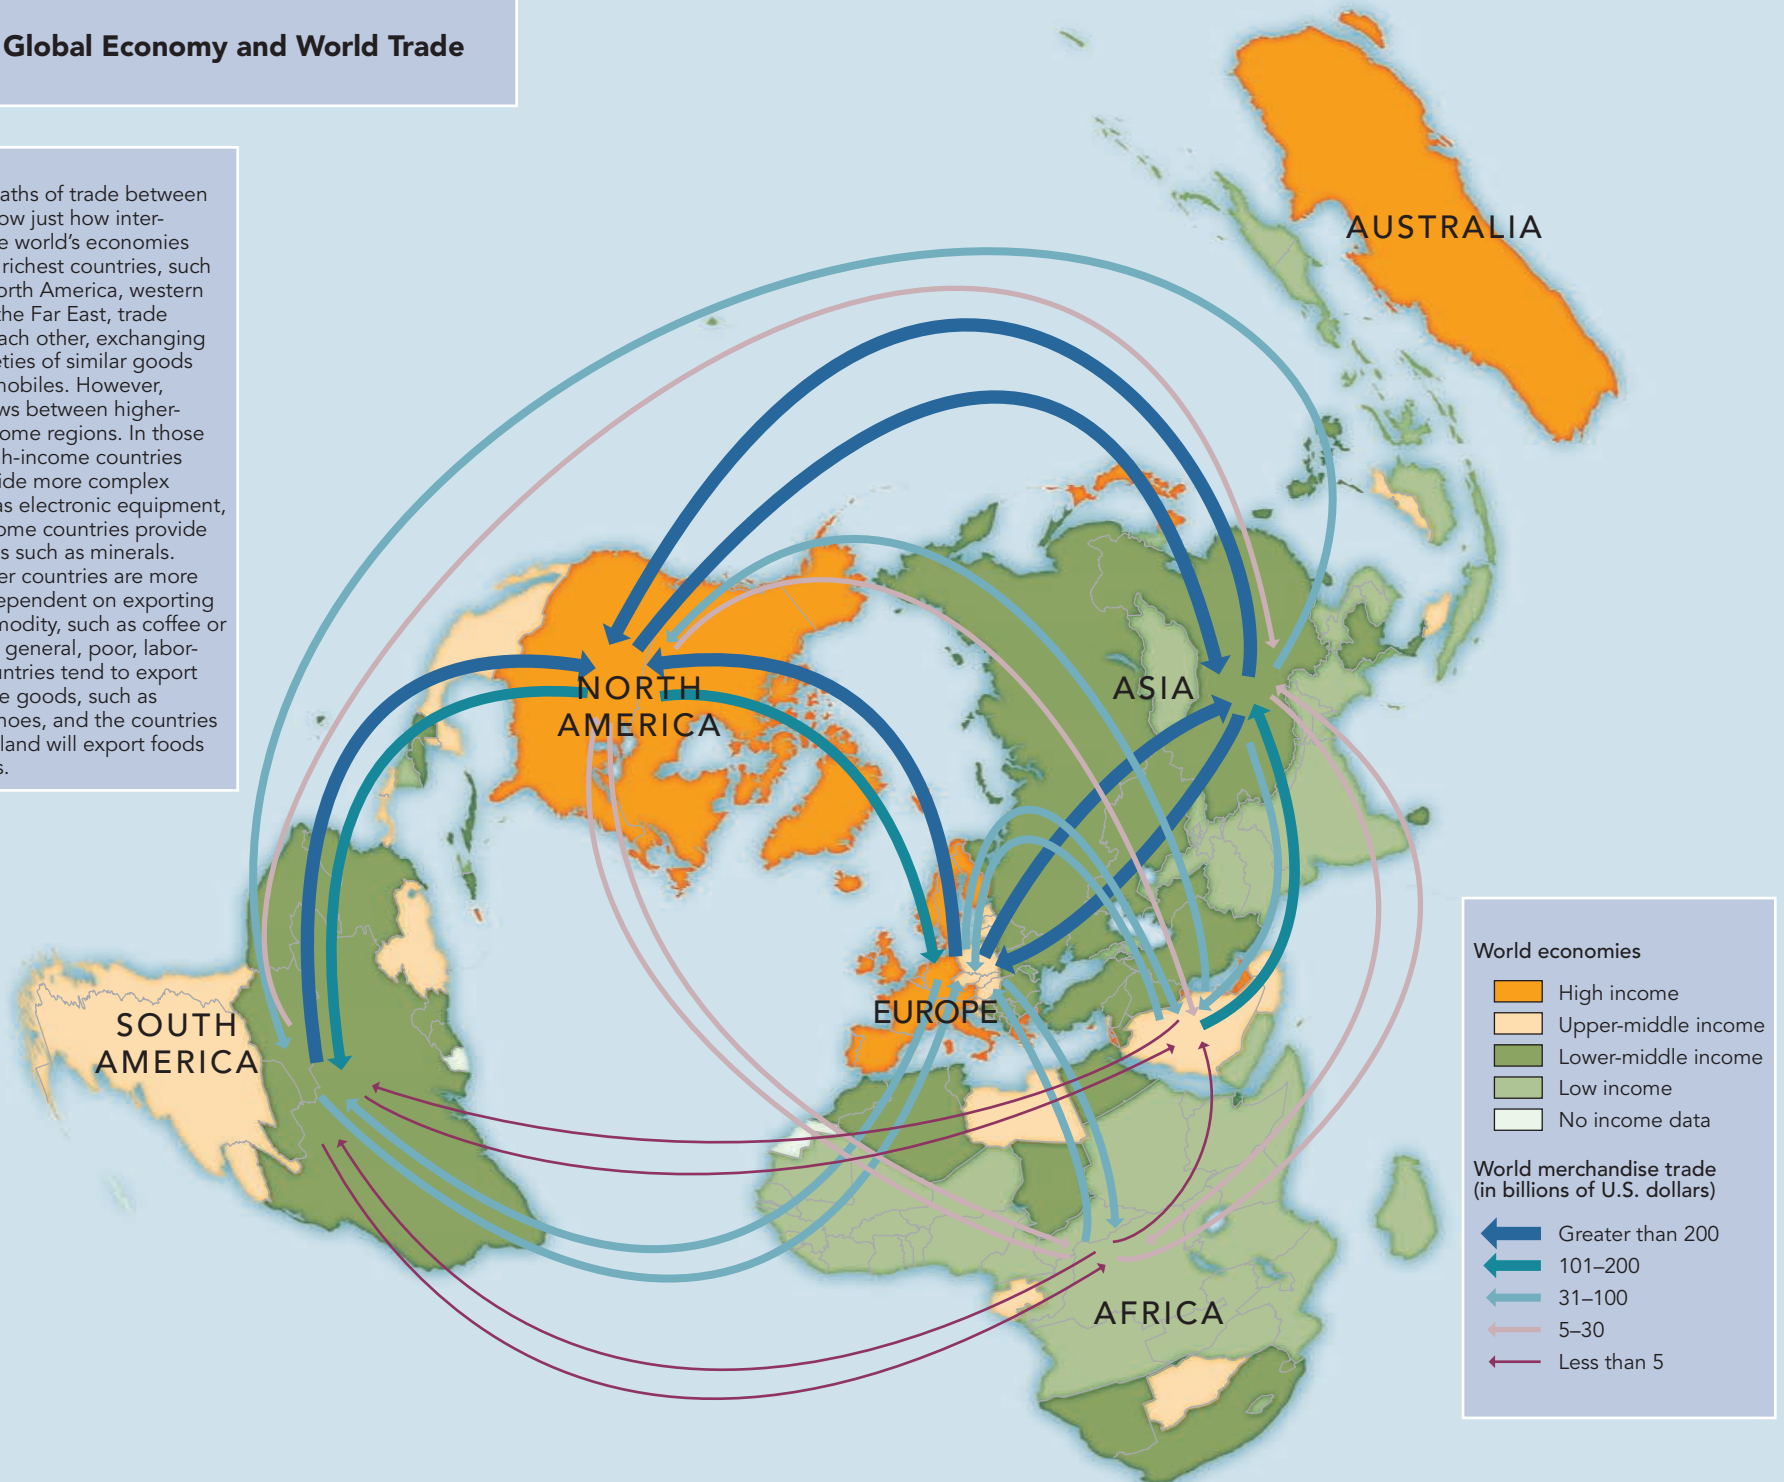 Global Economy and World Trade
aths of trade between
ow just how inter-
e world's economies
richest countries, such
orth America, western
the Far East, trade
ach other, exchanging
eties of similar goods
mobiles. However,
ws between higher-
ome regions. In those
h-income countries
ide more complex
as electronic equipment,
ome countries provide
s such as minerals.
er countries are more
ependent on exporting
modity, such as coffee or
general, poor, labor-
untries tend to export
e goods, such as
hoes, and the countries
land will export foods
s.
AUSTRALIA
NORTH
AMERICA
ASIA
EUROPE
SOUTH
AMERICA
AFRICA
World economies
High income
Upper-middle income
Lower-middle income
Low income
No income data
World merchandise trade
(in billions of U.S. dollars)
Greater than 200
101–200
31–100
5–30
Less than 5